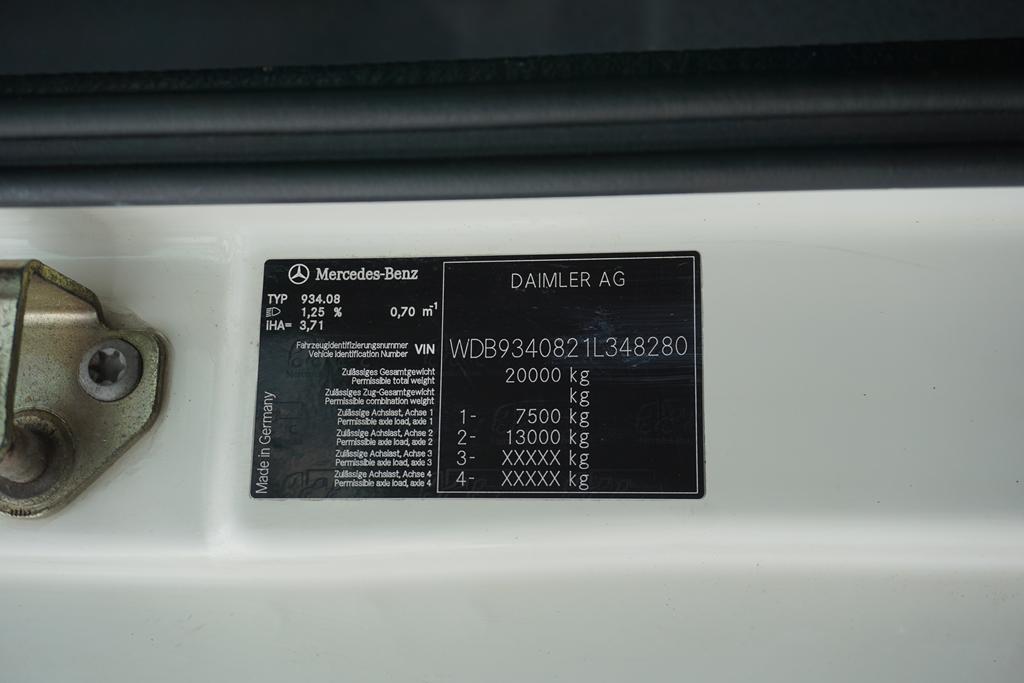 Mercedes-Benz
DAIMLER AG
TYP 934.08
1,25 % 0,70 m⁻¹
iHA= 3,71
Fahrzeugidentifizierungsnummer
Vehicle Identification Number VIN WDB9340821L348280
Zulässiges Gesamtgewicht
Permissible total weight 20000 kg
Zulässiges Zug-Gesamtgewicht
Permissible combination weight kg
Zulässige Achslast, Achse 1
Permissible axle load, axle 1 1- 7500 kg
Zulässige Achslast, Achse 2
Permissible axle load, axle 2 2- 13000 kg
Zulässige Achslast, Achse 3
Permissible axle load, axle 3 3- XXXXX kg
Zulässige Achslast, Achse 4
Permissible axle load, axle 4 4- XXXXX kg
Made in Germany